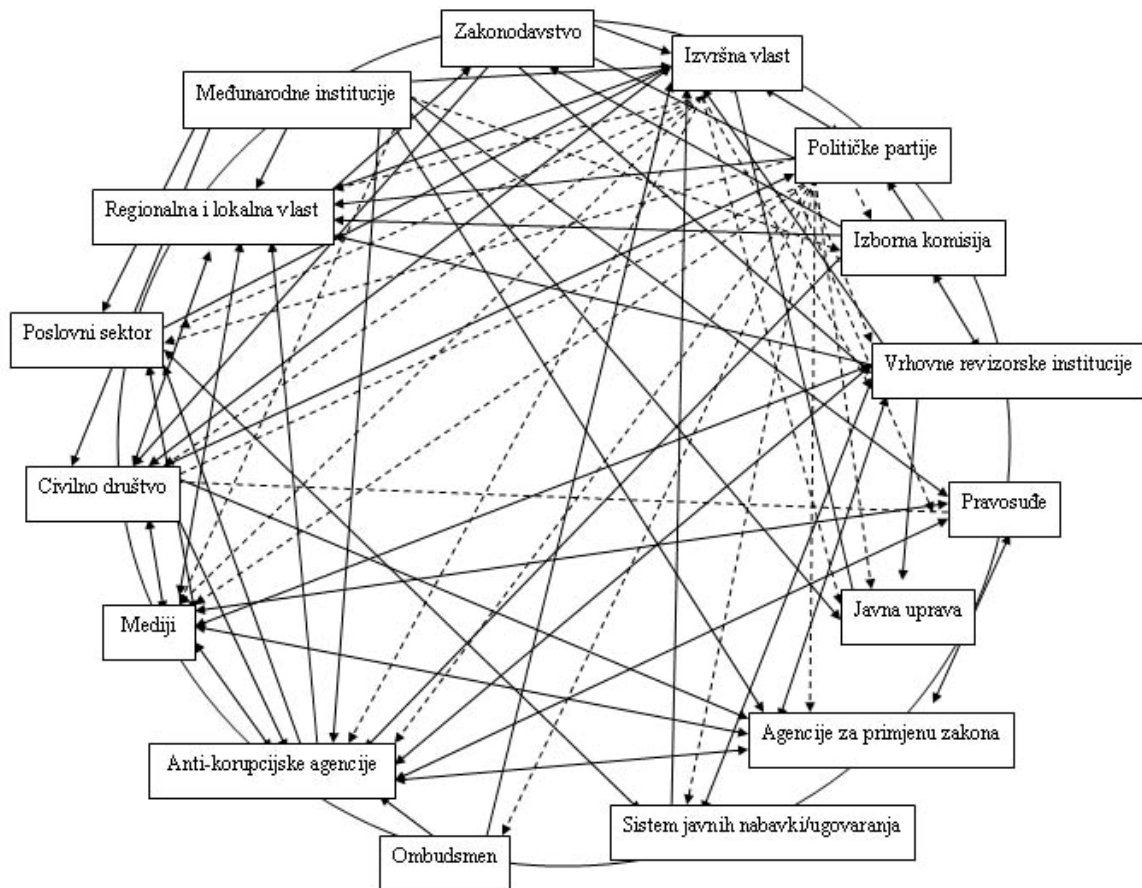 Zakonodavstvo
Izvršna vlast
Međunarodne institucije
Političke partije
Regionalna i lokalna vlast
Izborna komisija
Poslovni sektor
Vrhovne revizorske institucije
Civilno društvo
Pravosuđe
Mediji
Javna uprava
Agencije za primjenu zakona
Anti-korupcijske agencije
Sistem javnih nabavki/ugovaranja
Ombudsmen